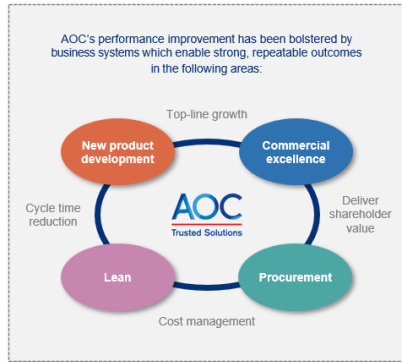 AOC's performance improvement has been bolstered by
business systems which enable strong, repeatable outcomes
in the following areas:
Top-line growth
New product
development
Commercial
excellence
Cycle time
reduction
AOC
Trusted Solutions
Deliver
shareholder
value
Lean
Procurement
Cost management